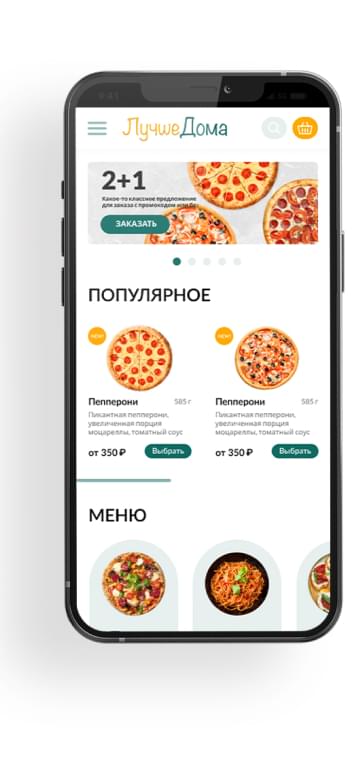 9:41
5G
ЛучшеДома
2+1
Какое-то классное предложение
для заказа с промокодом или бе
ЗАКАЗАТЬ
ПОПУЛЯРНОЕ
NEW!
NEW!
Пепперони 585 г
Пикантная пепперони,
увеличенная порция
моцареллы, томатный соус
от 350 ₽ Выбрать
Пепперони 585 г
Пикантная пепперони,
увеличенная порция
моцареллы, томатный соус
от 350 ₽ Выбрать
МЕНЮ